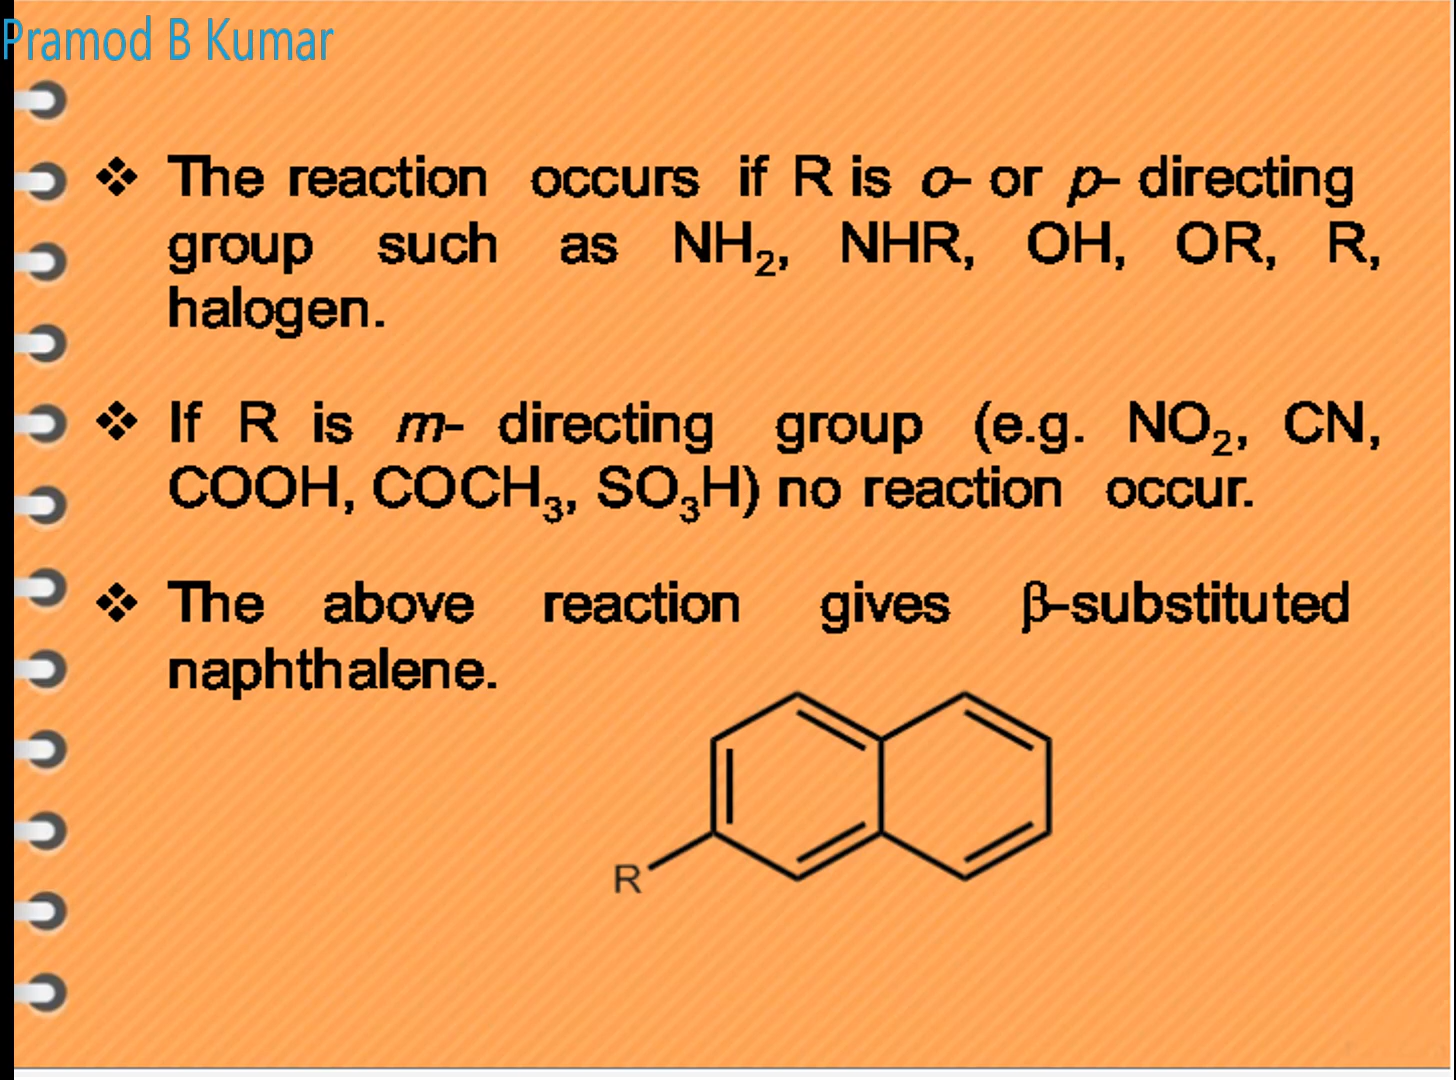 Pramod B Kumar
❖ The reaction occurs if R is o- or p- directing
group such as NH₂, NHR, OH, OR, R,
halogen.
❖ If R is m- directing group (e.g. NO₂, CN,
COOH, COCH₃, SO₃H) no reaction occur.
❖ The above reaction gives β-substituted
naphthalene.
R